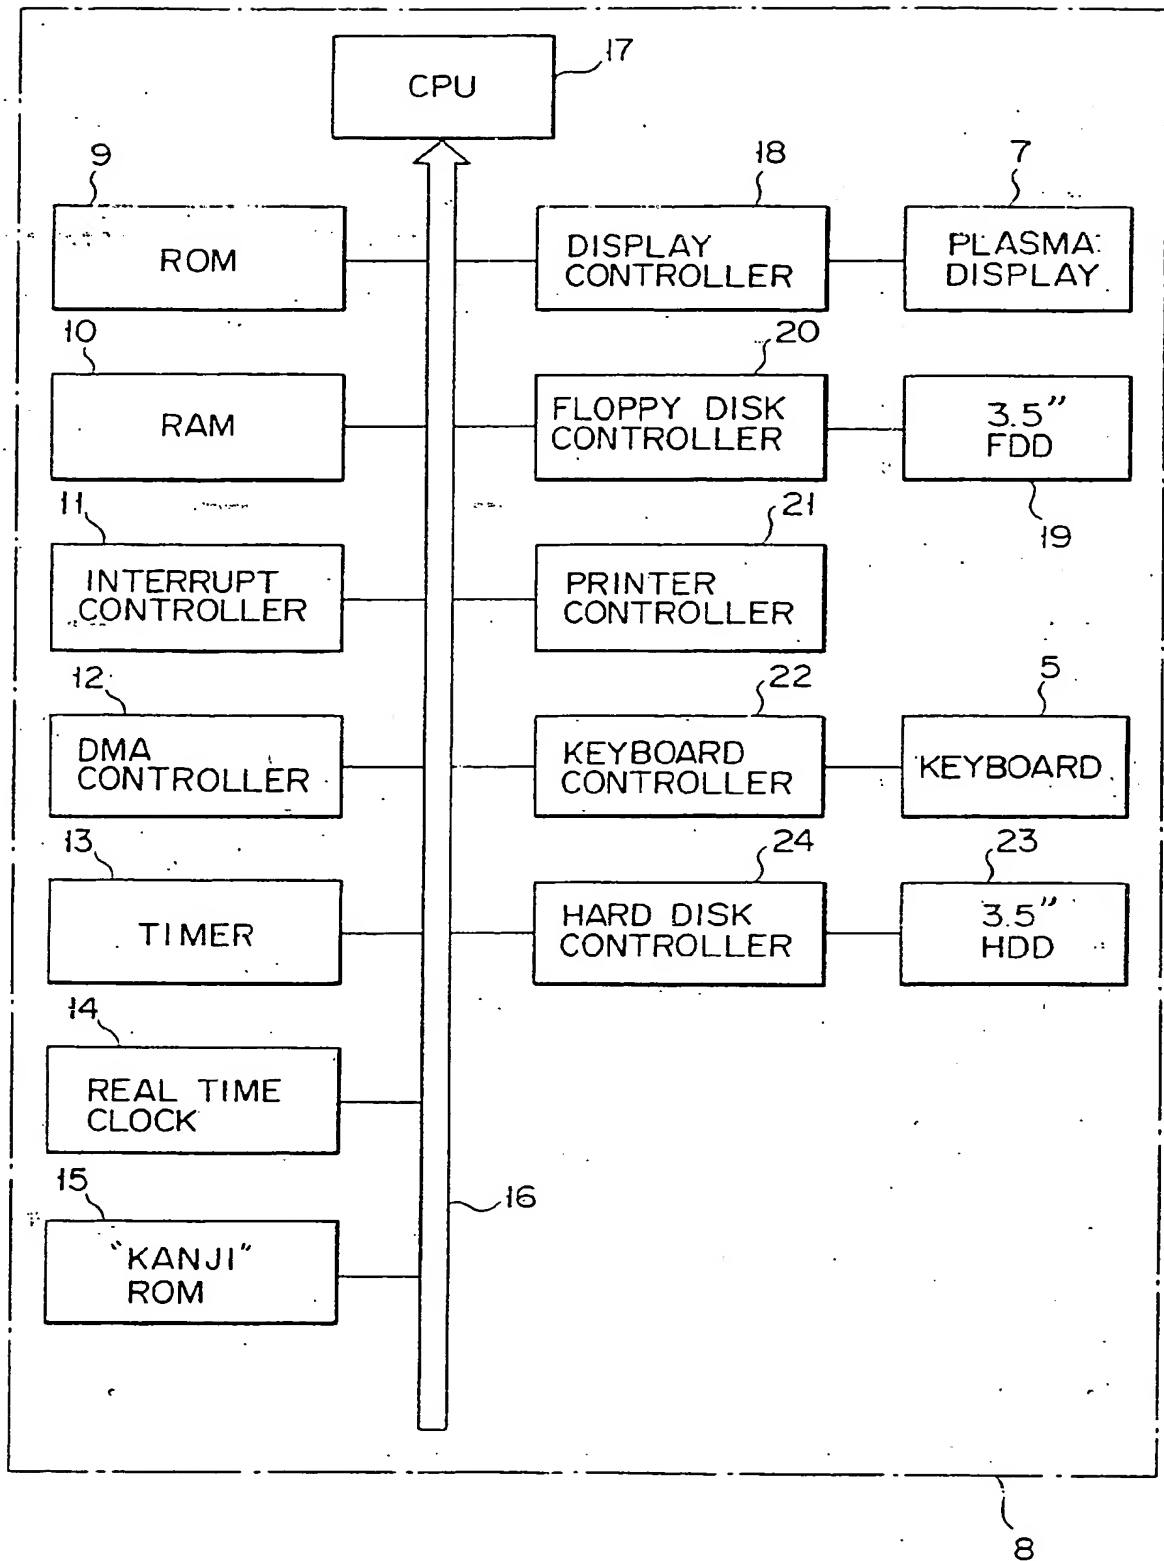 17
CPU
9
18
7
ROM
DISPLAY
CONTROLLER
PLASMA
DISPLAY
10
20
RAM
FLOPPY DISK
CONTROLLER
3.5"
FDD
19
11
21
INTERRUPT
CONTROLLER
PRINTER
CONTROLLER
12
22
5
DMA
CONTROLLER
KEYBOARD
CONTROLLER
KEYBOARD
13
24
23
TIMER
HARD DISK
CONTROLLER
3.5"
HDD
14
REAL TIME
CLOCK
15
16
"KANJI"
ROM
8